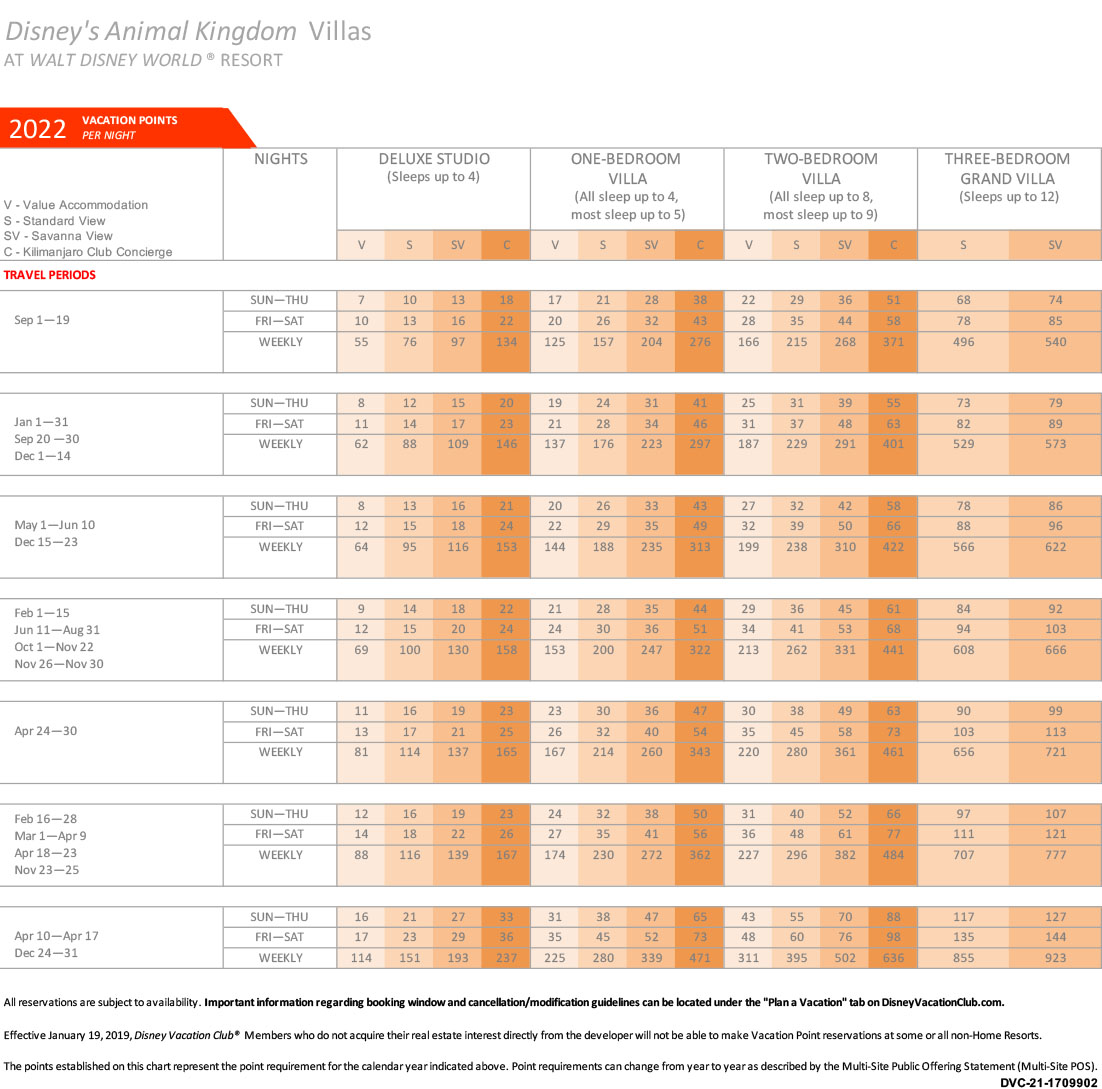 Disney's Animal Kingdom Villas
AT WALT DISNEY WORLD ® RESORT
2022 VACATION POINTS
PER NIGHT
NIGHTS DELUXE STUDIO ONE-BEDROOM TWO-BEDROOM THREE-BEDROOM
(Sleeps up to 4) VILLA VILLA GRAND VILLA
(All sleep up to 4, (All sleep up to 8, (Sleeps up to 12)
most sleep up to 5) most sleep up to 9)
V - Value Accommodation
S - Standard View
SV - Savanna View
C - Kilimanjaro Club Concierge
V S SV C V S SV C V S SV C S SV
TRAVEL PERIODS
Sep 1—19
SUN—THU 7 10 13 18 17 21 28 38 22 29 36 51 68 74
FRI—SAT 10 13 16 22 20 26 32 43 28 35 44 58 78 85
WEEKLY 55 76 97 134 125 157 204 276 166 215 268 371 496 540
Jan 1—31
Sep 20 —30
Dec 1—14
SUN—THU 8 12 15 20 19 24 31 41 25 31 39 55 73 79
FRI—SAT 11 14 17 23 21 28 34 46 31 37 48 63 82 89
WEEKLY 62 88 109 146 137 176 223 297 187 229 291 401 529 573
May 1—Jun 10
Dec 15—23
SUN—THU 8 13 16 21 20 26 33 43 27 32 42 58 78 86
FRI—SAT 12 15 18 24 22 29 35 49 32 39 50 66 88 96
WEEKLY 64 95 116 153 144 188 235 313 199 238 310 422 566 622
Feb 1—15
Jun 11—Aug 31
Oct 1—Nov 22
Nov 26—Nov 30
SUN—THU 9 14 18 22 21 28 35 44 29 36 45 61 84 92
FRI—SAT 12 15 20 24 24 30 36 51 34 41 53 68 94 103
WEEKLY 69 100 130 158 153 200 247 322 213 262 331 441 608 666
Apr 24—30
SUN—THU 11 16 19 23 23 30 36 47 30 38 49 63 90 99
FRI—SAT 13 17 21 25 26 32 40 54 35 45 58 73 103 113
WEEKLY 81 114 137 165 167 214 260 343 220 280 361 461 656 721
Feb 16—28
Mar 1—Apr 9
Apr 18—23
Nov 23—25
SUN—THU 12 16 19 23 24 32 38 50 31 40 52 66 97 107
FRI—SAT 14 18 22 26 27 35 41 56 36 48 61 77 111 121
WEEKLY 88 116 139 167 174 230 272 362 227 296 382 484 707 777
Apr 10—Apr 17
Dec 24—31
SUN—THU 16 21 27 33 31 38 47 65 43 55 70 88 117 127
FRI—SAT 17 23 29 36 35 45 52 73 48 60 76 98 135 144
WEEKLY 114 151 193 237 225 280 339 471 311 395 502 636 855 923
All reservations are subject to availability. Important information regarding booking window and cancellation/modification guidelines can be located under the "Plan a Vacation" tab on DisneyVacationClub.com.
Effective January 19, 2019, Disney Vacation Club® Members who do not acquire their real estate interest directly from the developer will not be able to make Vacation Point reservations at some or all non-Home Resorts.
The points established on this chart represent the point requirement for the calendar year indicated above. Point requirements can change from year to year as described by the Multi-Site Public Offering Statement (Multi-Site POS).
DVC-21-1709902